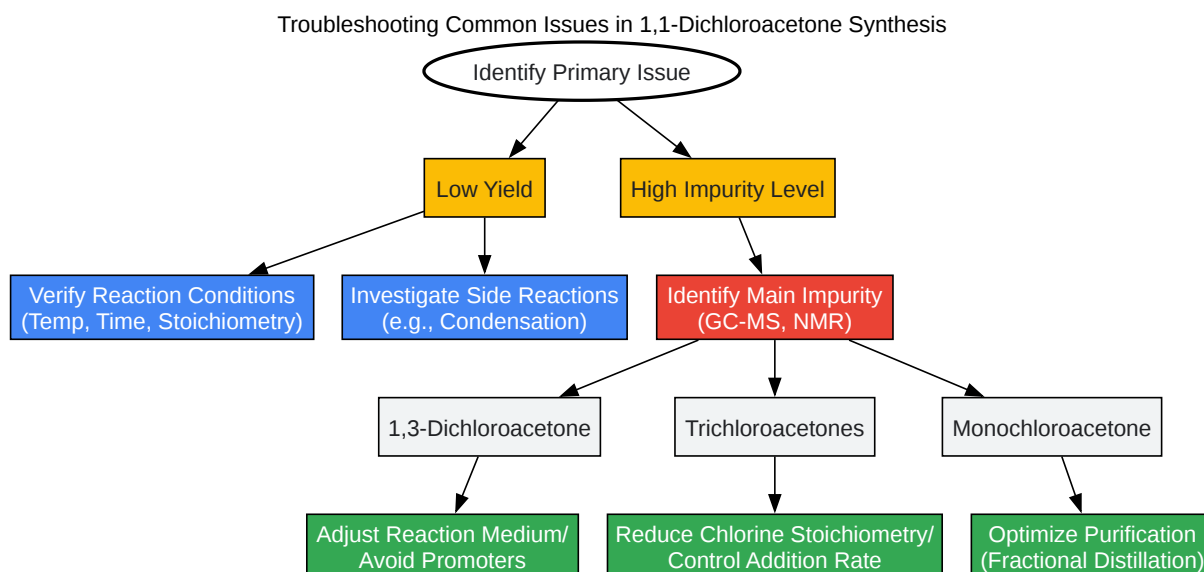 Troubleshooting Common Issues in 1,1-Dichloroacetone Synthesis
Identify Primary Issue
Low Yield
High Impurity Level
Verify Reaction Conditions
(Temp, Time, Stoichiometry)
Investigate Side Reactions
(e.g., Condensation)
Identify Main Impurity
(GC-MS, NMR)
1,3-Dichloroacetone
Trichloroacetones
Monochloroacetone
Adjust Reaction Medium/
Avoid Promoters
Reduce Chlorine Stoichiometry/
Control Addition Rate
Optimize Purification
(Fractional Distillation)